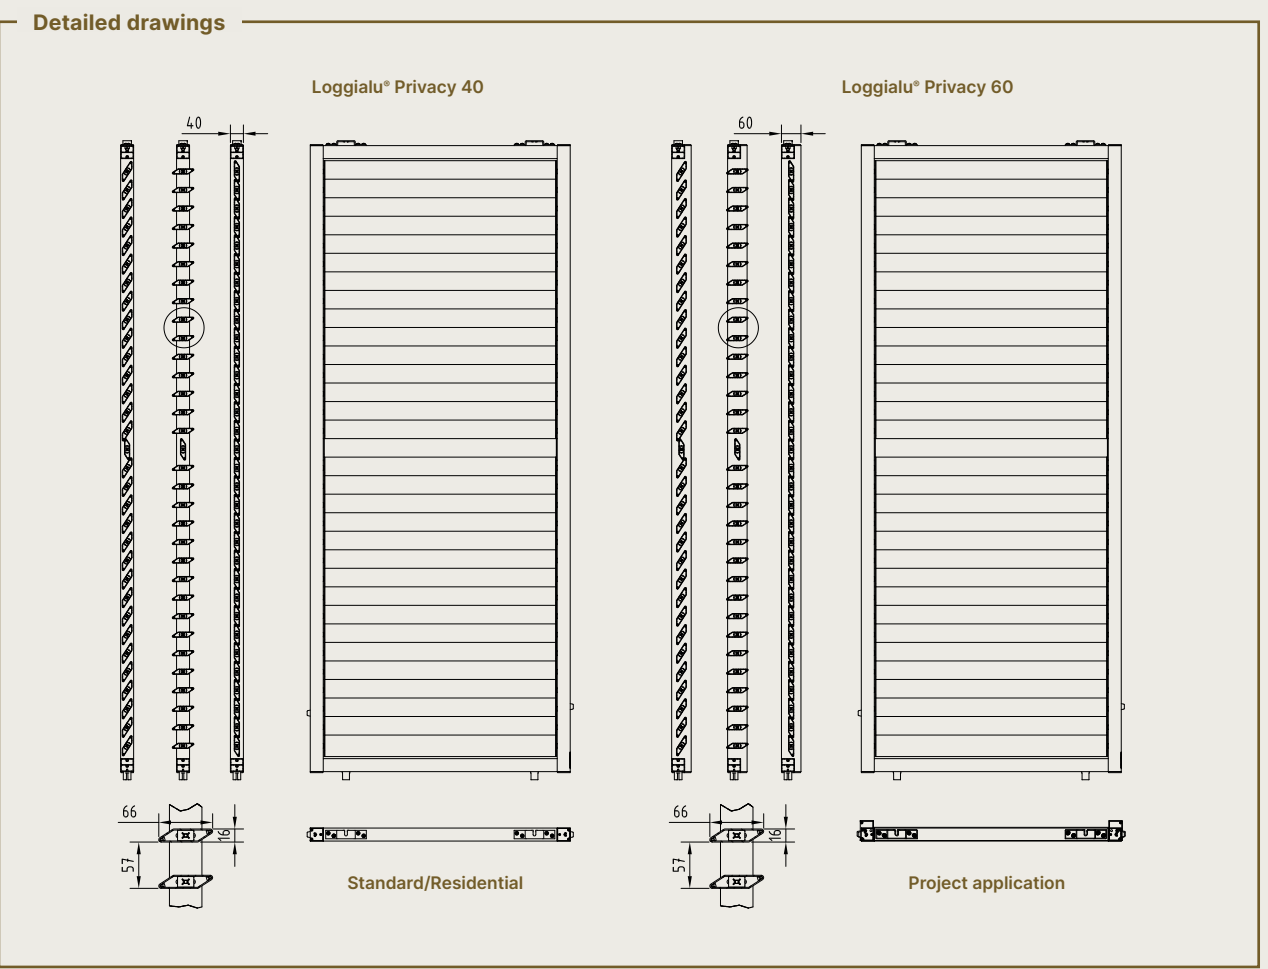 Detailed drawings
Loggialu® Privacy 40
Loggialu® Privacy 60
40
60
66
16
57
66
16
57
Standard/Residential
Project application